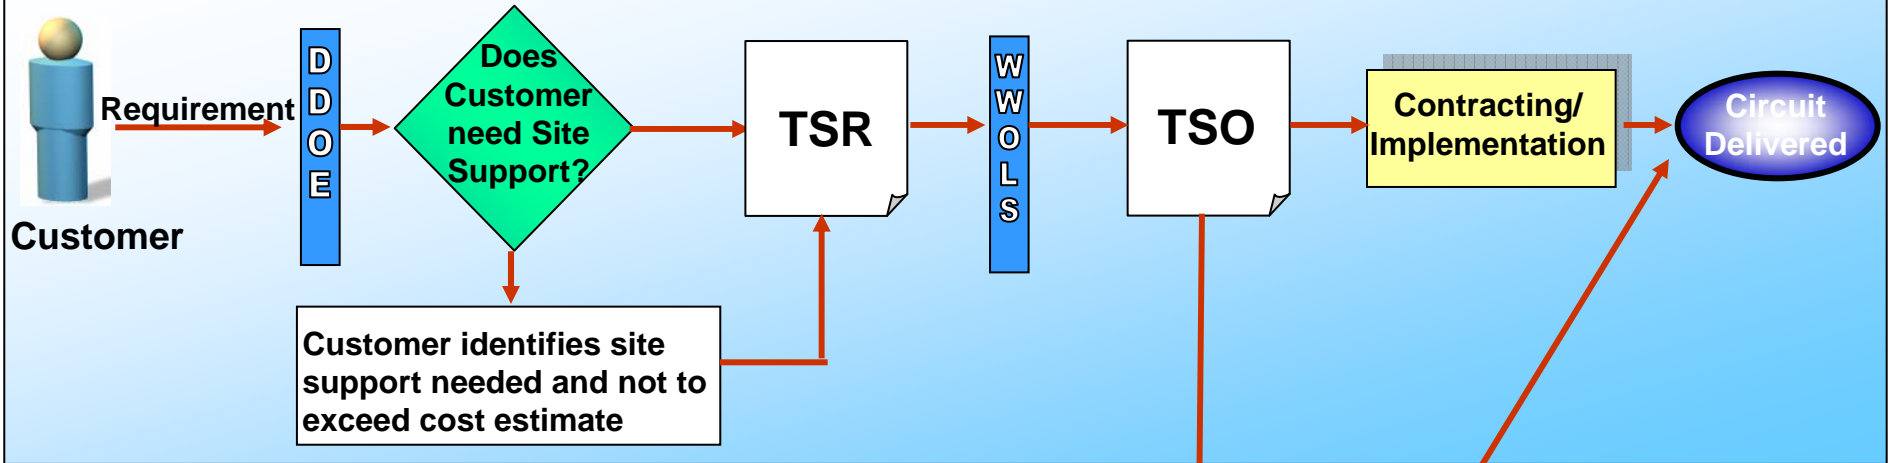 Customer
Requirement
D
D
O
E
Does
Customer
need Site
Support?
Customer identifies site
support needed and not to
exceed cost estimate
TSR
W
W
O
L
S
TSO
Contracting/
Implementation
Circuit
Delivered